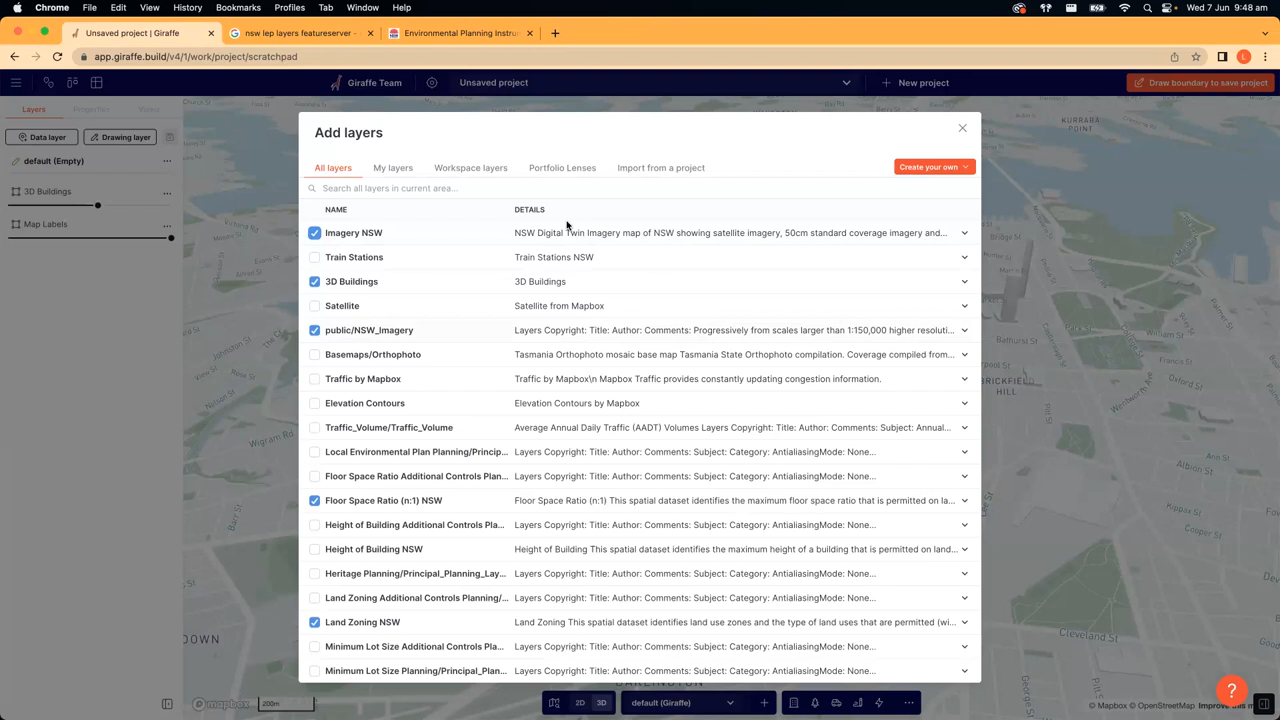 Chrome File Edit View History Bookmarks Profiles Tab Window Help Wed 7 Jun 9:48 am
Unsaved project | Giraffe nsw lep layers featureserver - Environmental Planning Instru
app.giraffe.build/v4/1/work/project/scratchpad
Giraffe Team Unsaved project New project Draw boundary to save project
Layers Properties Views
Data layer Drawing layer
default (Empty) ...
3D Buildings ...
Map Labels ...
Add layers
All layers My layers Workspace layers Portfolio Lenses Import from a project Create your own
Search all layers in current area...
NAME DETAILS
Imagery NSW NSW Digital Twin Imagery map of NSW showing satellite imagery, 50cm standard coverage imagery and...
Train Stations Train Stations NSW
3D Buildings 3D Buildings
Satellite Satellite from Mapbox
public/NSW_Imagery Layers Copyright: Title: Author: Comments: Progressively from scales larger than 1:150,000 higher resoluti...
Basemaps/Orthophoto Tasmania Orthophoto mosaic base map Tasmania State Orthophoto compilation. Coverage compiled from...
Traffic by Mapbox Traffic by Mapbox\n Mapbox Traffic provides constantly updating congestion information.
Elevation Contours Elevation Contours by Mapbox
Traffic_Volume/Traffic_Volume Average Annual Daily Traffic (AADT) Volumes Layers Copyright: Title: Author: Comments: Subject: Annual...
Local Environmental Plan Planning/Princip... Layers Copyright: Title: Author: Comments: Subject: Category: AntialiasingMode: None...
Floor Space Ratio Additional Controls Plan... Layers Copyright: Title: Author: Comments: Subject: Category: AntialiasingMode: None...
Floor Space Ratio (n:1) NSW Floor Space Ratio (n:1) This spatial dataset identifies the maximum floor space ratio that is permitted on la...
Height of Building Additional Controls Pla... Layers Copyright: Title: Author: Comments: Subject: Category: AntialiasingMode: None...
Height of Building NSW Height of Building This spatial dataset identifies the maximum height of a building that is permitted on land...
Heritage Planning/Principal_Planning_Lay... Layers Copyright: Title: Author: Comments: Subject: Category: AntialiasingMode: None...
Land Zoning Additional Controls Planning/... Layers Copyright: Title: Author: Comments: Subject: Category: AntialiasingMode: None...
Land Zoning NSW Land Zoning This spatial dataset identifies land use zones and the type of land uses that are permitted (wi...
Minimum Lot Size Additional Controls Pla... Layers Copyright: Title: Author: Comments: Subject: Category: AntialiasingMode: None...
Minimum Lot Size Planning/Principal_Plan... Layers Copyright: Title: Author: Comments: Subject: Category: AntialiasingMode: None...
KURRABA
POINT
BRICKFIELD
HILL
Oxford St
Albion St
Cleveland St
Wigram Rd
mapbox 200m 2D 3D default (Giraffe) + ... ?
© Mapbox © OpenStreetMap Improve this map